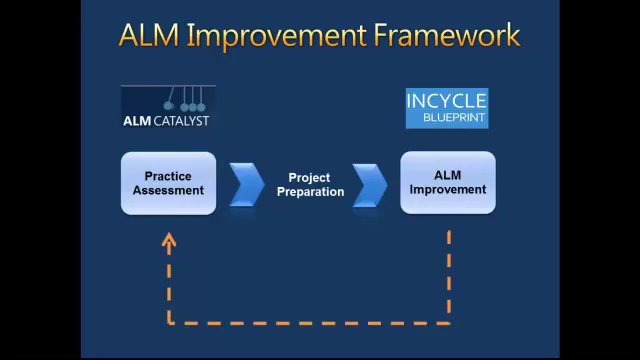 ALM Improvement Framework
ALM CATALYST
INCYCLE
BLUEPRINT
Practice
Assessment
Project
Preparation
ALM
Improvement